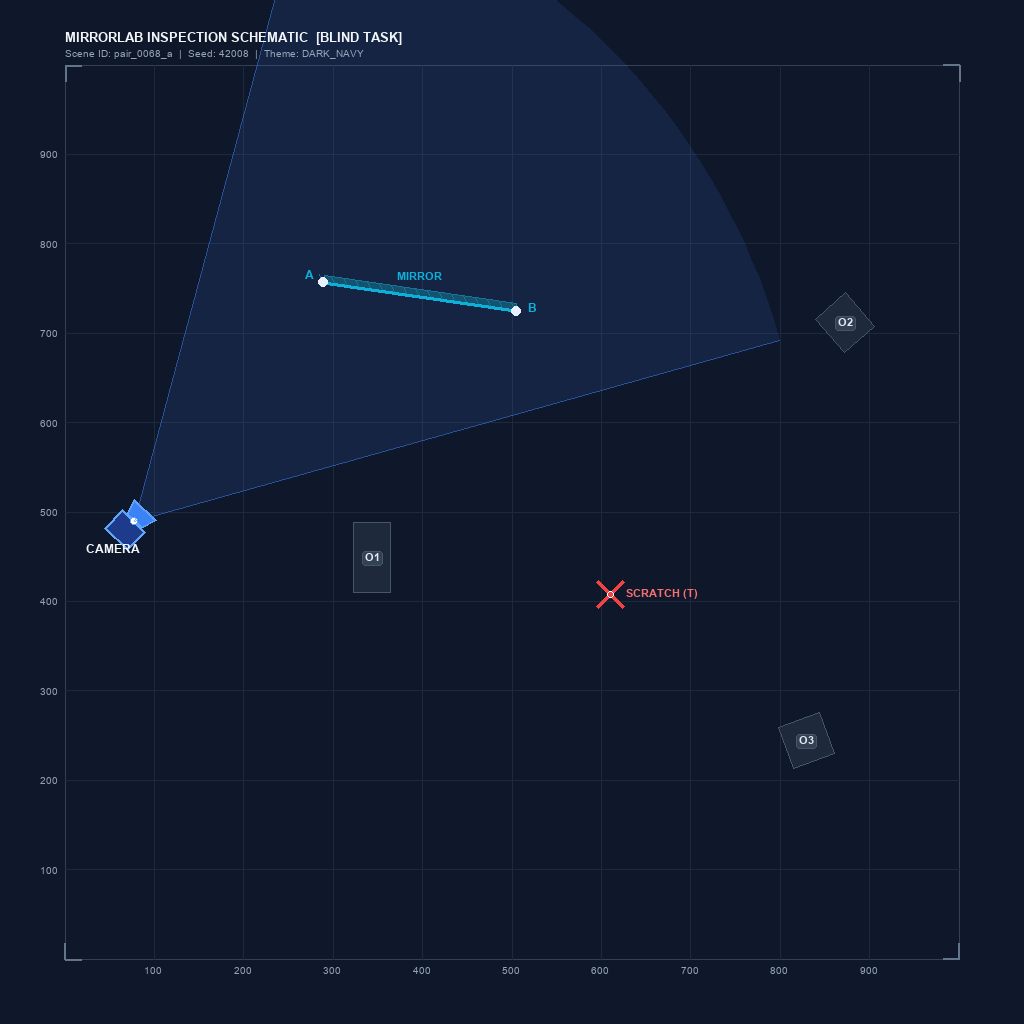 MIRRORLAB INSPECTION SCHEMATIC [BLIND TASK]
Scene ID: pair_0068_a | Seed: 42008 | Theme: DARK_NAVY
900
800
700
600
500
400
300
200
100
A
MIRROR
B
O2
CAMERA
O1
SCRATCH (T)
O3
100 200 300 400 500 600 700 800 900